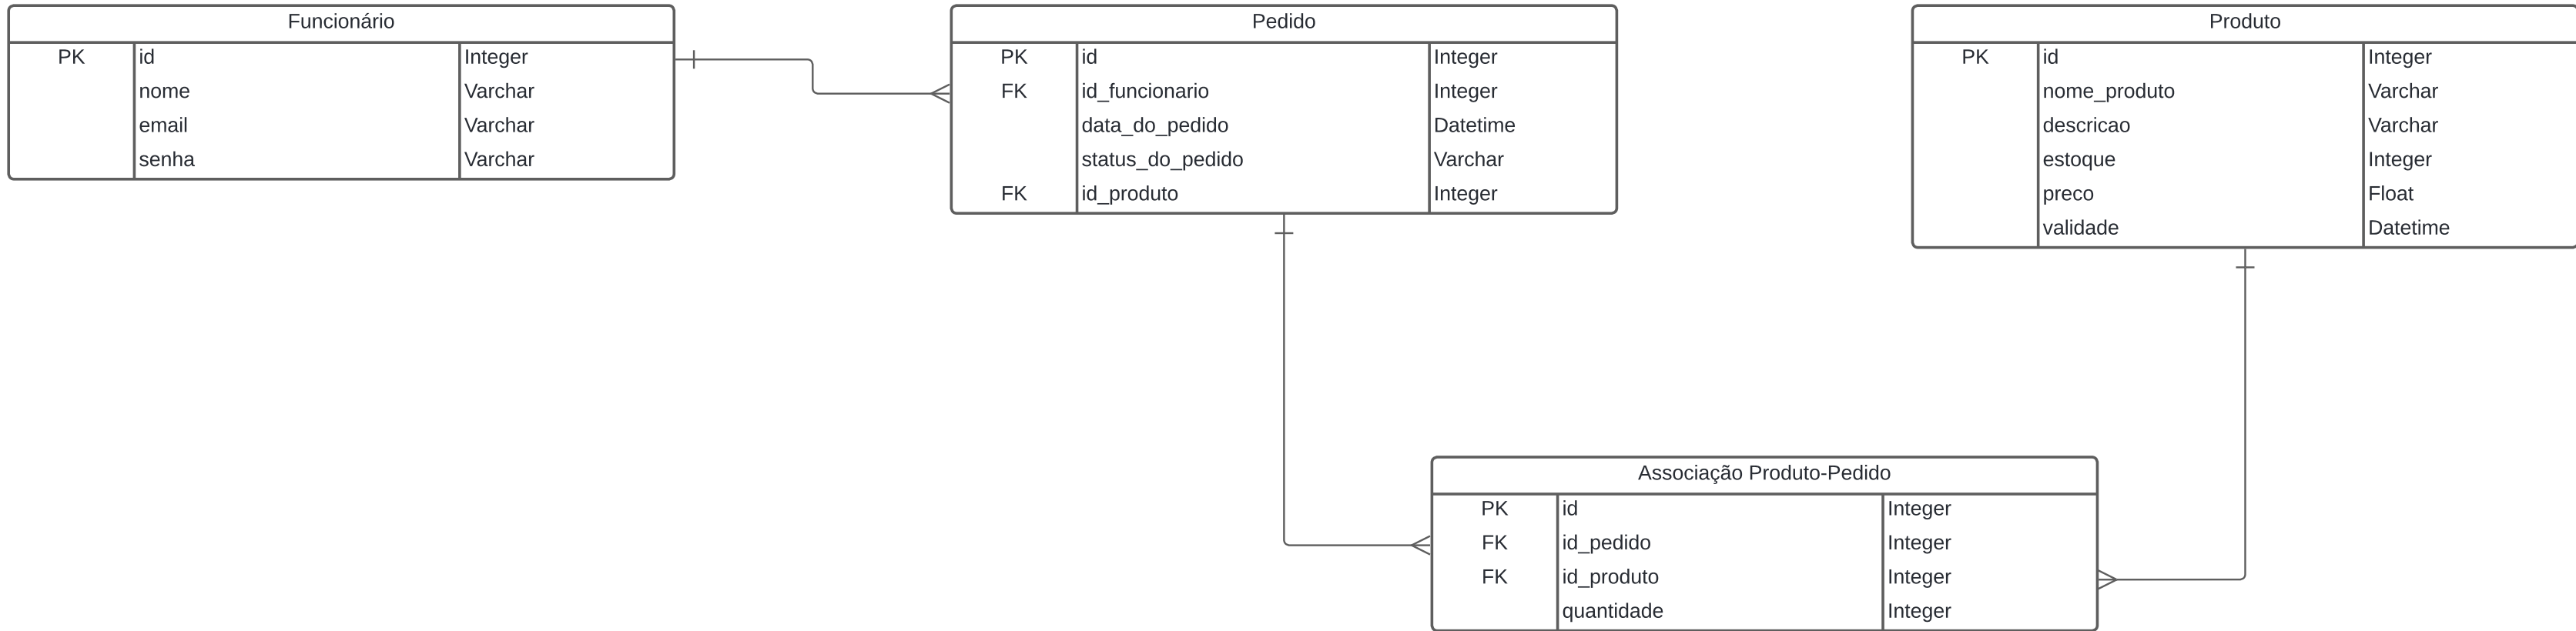 Funcionário
PK id Integer
nome Varchar
email Varchar
senha Varchar
Pedido
PK id Integer
FK id_funcionario Integer
data_do_pedido Datetime
status_do_pedido Varchar
FK id_produto Integer
Produto
PK id Integer
nome_produto Varchar
descricao Varchar
estoque Integer
preco Float
validade Datetime
Associação Produto-Pedido
PK id Integer
FK id_pedido Integer
FK id_produto Integer
quantidade Integer